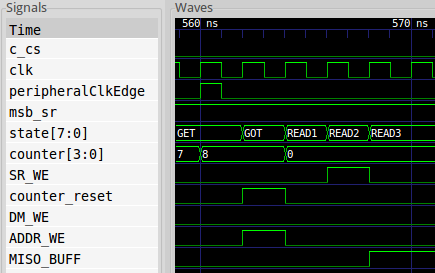 Signals
Waves
Time
560 ns
570 ns
c_cs
clk
peripheralClkEdge
msb_sr
state[7:0]
GET
GOT
READ1
READ2
READ3
counter[3:0]
7
8
0
SR_WE
counter_reset
DM_WE
ADDR_WE
MISO_BUFF